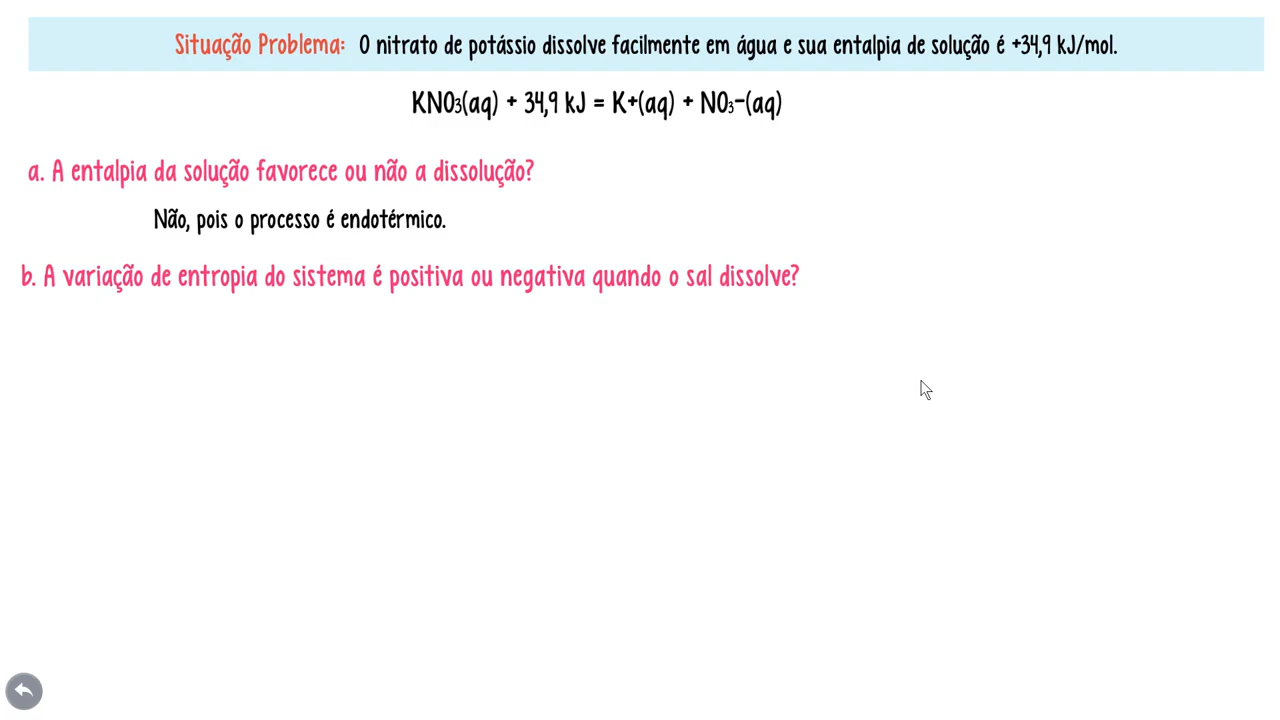 Situação Problema: O nitrato de potássio dissolve facilmente em água e sua entalpia de solução é +34,9 kJ/mol.
KNO₃(aq) + 34,9 kJ = K+(aq) + NO₃-(aq)
a. A entalpia da solução favorece ou não a dissolução?
Não, pois o processo é endotérmico.
b. A variação de entropia do sistema é positiva ou negativa quando o sal dissolve?